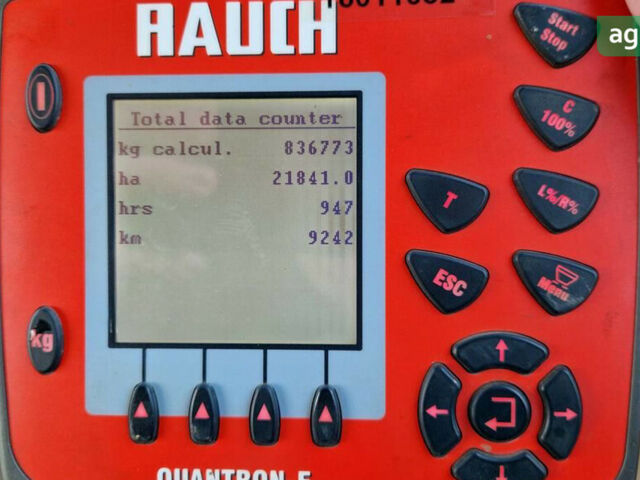 RAUCH
Start
Stop
ag
C
100%
Total data counter
kg calcul. 836773
ha 21841.0
hrs 947
km 9242
T
L%/R%
ESC
Menu
kg
QUANTRON-E